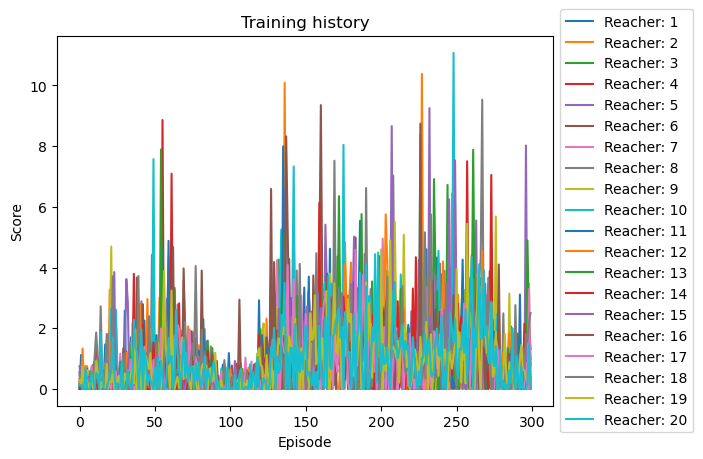 Training history
Score
10
8
6
4
2
0
0 50 100 150 200 250 300
Episode
Reacher: 1
Reacher: 2
Reacher: 3
Reacher: 4
Reacher: 5
Reacher: 6
Reacher: 7
Reacher: 8
Reacher: 9
Reacher: 10
Reacher: 11
Reacher: 12
Reacher: 13
Reacher: 14
Reacher: 15
Reacher: 16
Reacher: 17
Reacher: 18
Reacher: 19
Reacher: 20